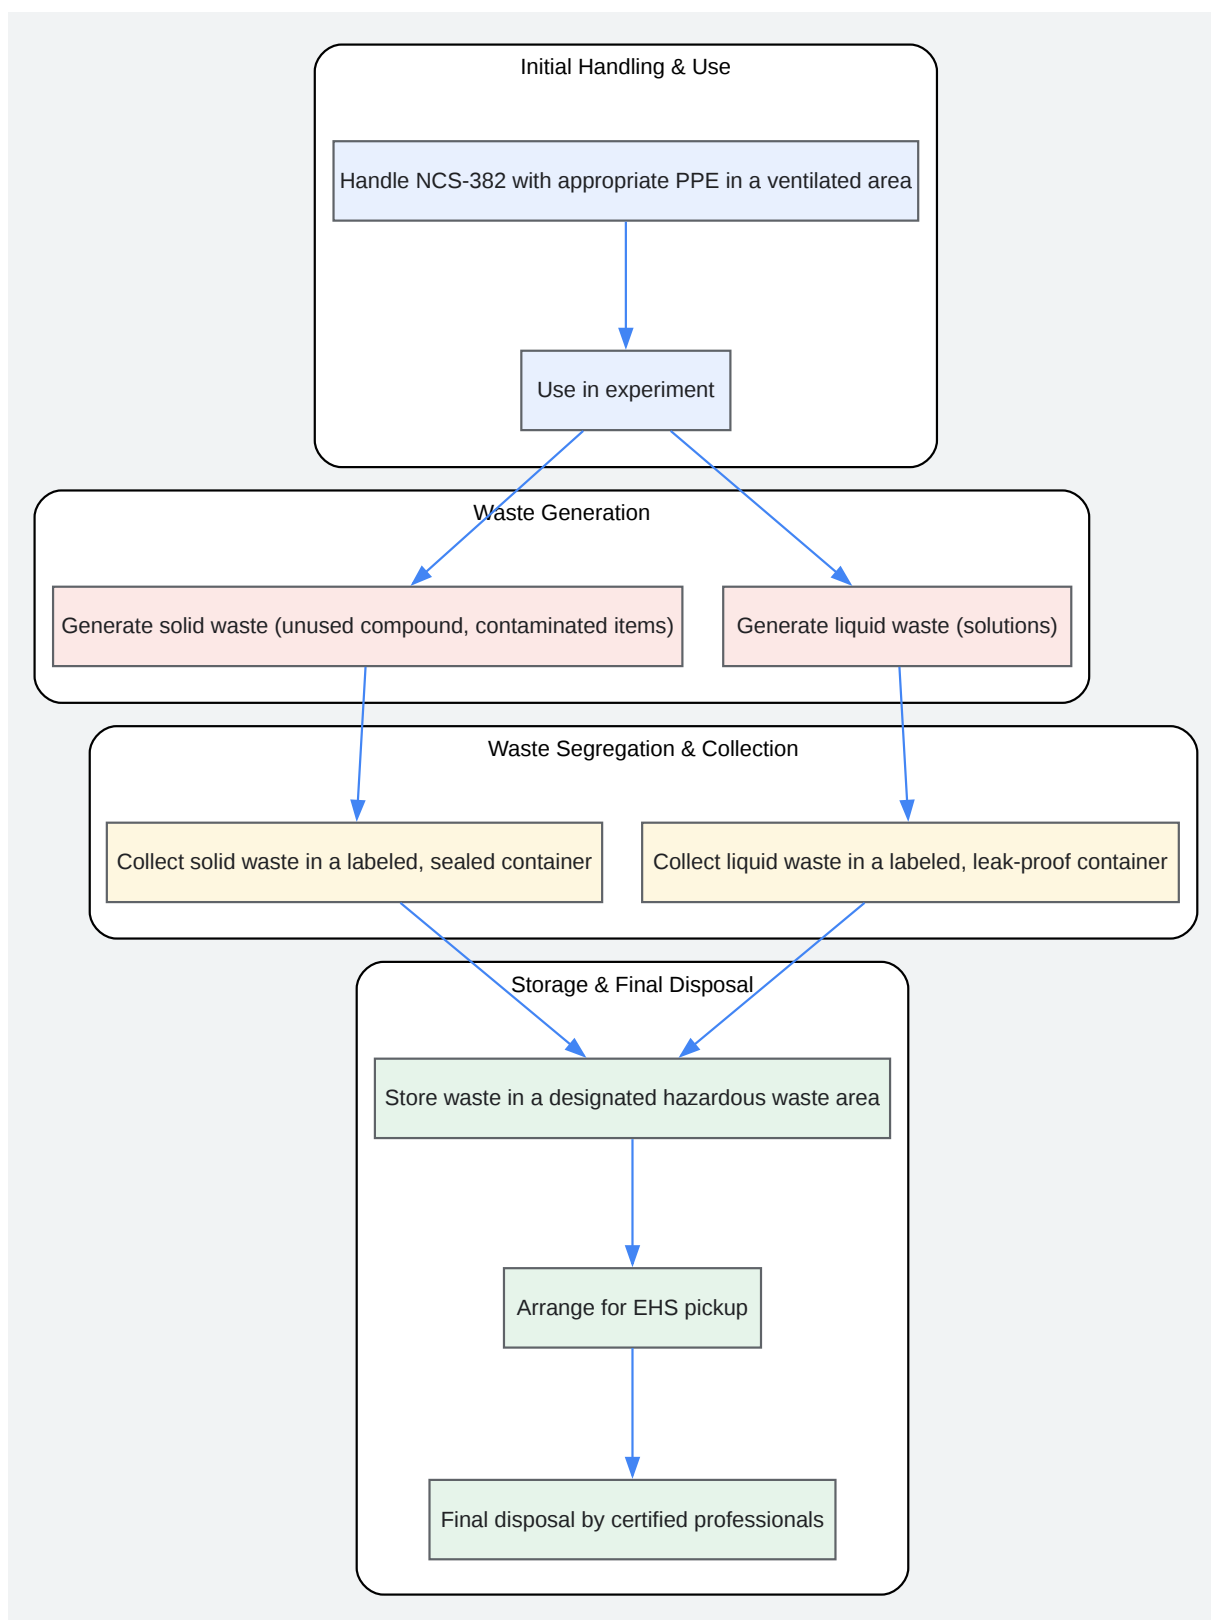 Initial Handling & Use
Handle NCS-382 with appropriate PPE in a ventilated area
Use in experiment
Waste Generation
Generate solid waste (unused compound, contaminated items)
Generate liquid waste (solutions)
Waste Segregation & Collection
Collect solid waste in a labeled, sealed container
Collect liquid waste in a labeled, leak-proof container
Storage & Final Disposal
Store waste in a designated hazardous waste area
Arrange for EHS pickup
Final disposal by certified professionals